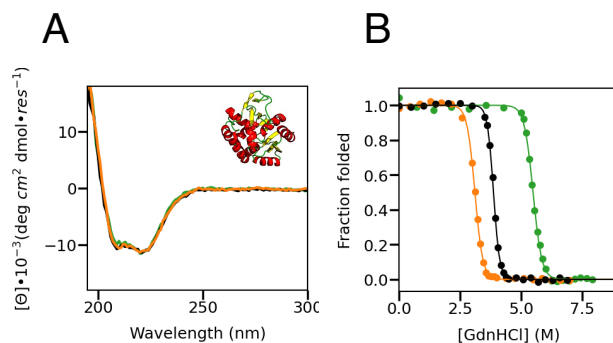 A
B
[Θ]•10⁻³(deg cm² dmol•res⁻¹)
10
0
−10
200
250
300
Wavelength (nm)
Fraction folded
1.0
0.8
0.6
0.4
0.2
0.0
0.0
2.5
5.0
7.5
[GdnHCl] (M)